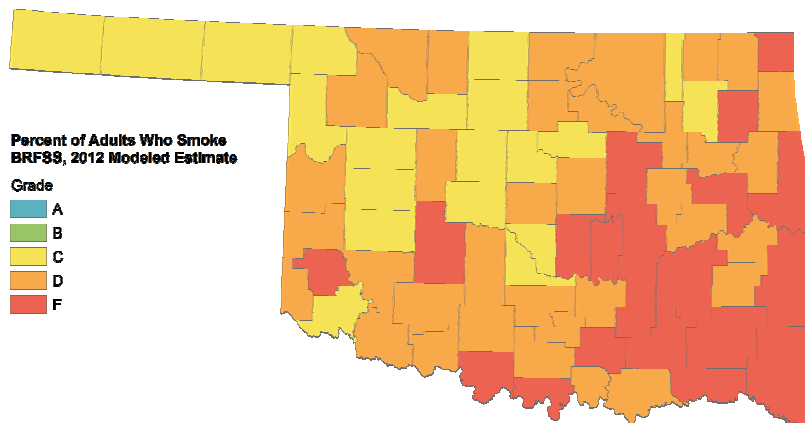 Percent of Adults Who Smoke
BRFSS, 2012 Modeled Estimate
Grade
A
B
C
D
F